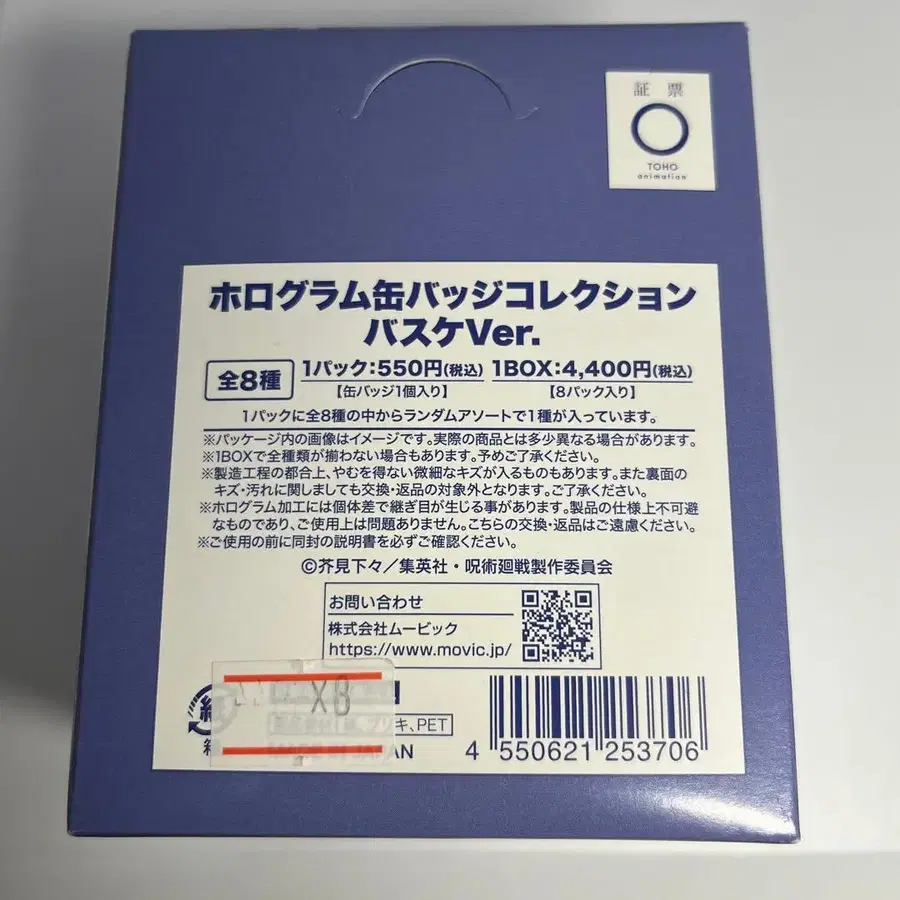 証 票
TOHO
animation
ホログラム缶バッジコレクション
バスケVer.
全8種
1パック:550円(税込) 1BOX:4,400円(税込)
【缶バッジ1個入り】 【8パック入り】
1パックに全8種の中からランダムアソートで1種が入っています。
※パッケージ内の画像はイメージです。実際の商品とは多少異なる場合があります。
※1BOXで全種類が揃わない場合もあります。予めご了承ください。
※製造工程の都合上、やむを得ない微細なキズが入るものもあります。また裏面の
キズ・汚れに関しましても交換・返品の対象外となります。ご了承ください。
※ホログラム加工には個体差で継ぎ目が生じる事があります。製品の仕様上不可避
なものであり、ご使用上は問題ありません。こちらの交換・返品はご遠慮ください。
※ご使用の前に同封の説明書を必ずご確認ください。
©芥見下々/集英社・呪術廻戦製作委員会
お問い合わせ
株式会社ムービック
https://www.movic.jp/
X8
キ、PET
MADE IN JAPAN
4 550621 253706